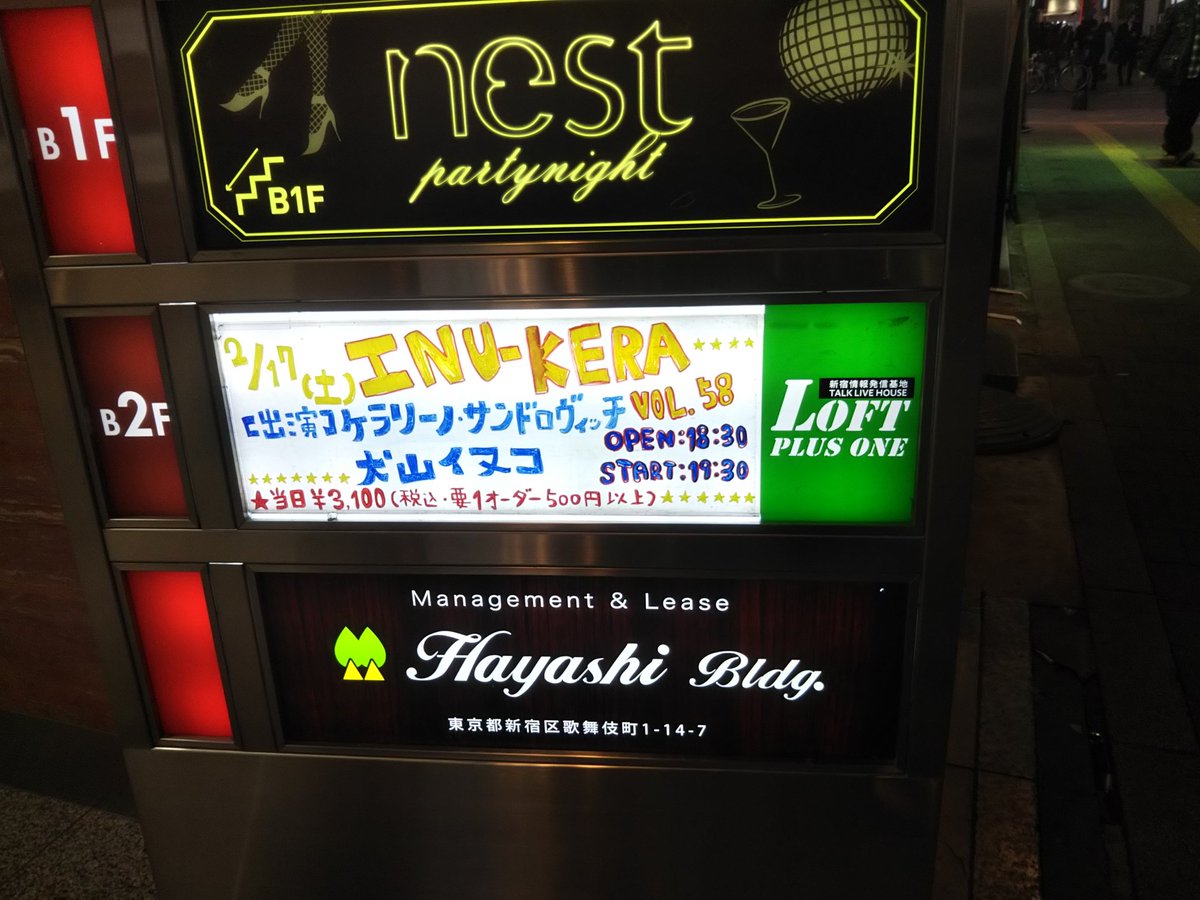 B1F
nest
partynight
B1F
B2F
2/17(土) INU-KERA
VOL.58
[出演]ケラリーノ・サンドロヴィッチ
犬山イヌコ
OPEN:18:30
START:19:30
★当日¥3,100(税込・要1オーダー500円以上)
新宿情報発信基地
TALK LIVE HOUSE
LOFT
PLUS ONE
Management & Lease
Hayashi Bldg.
東京都新宿区歌舞伎町1-14-7